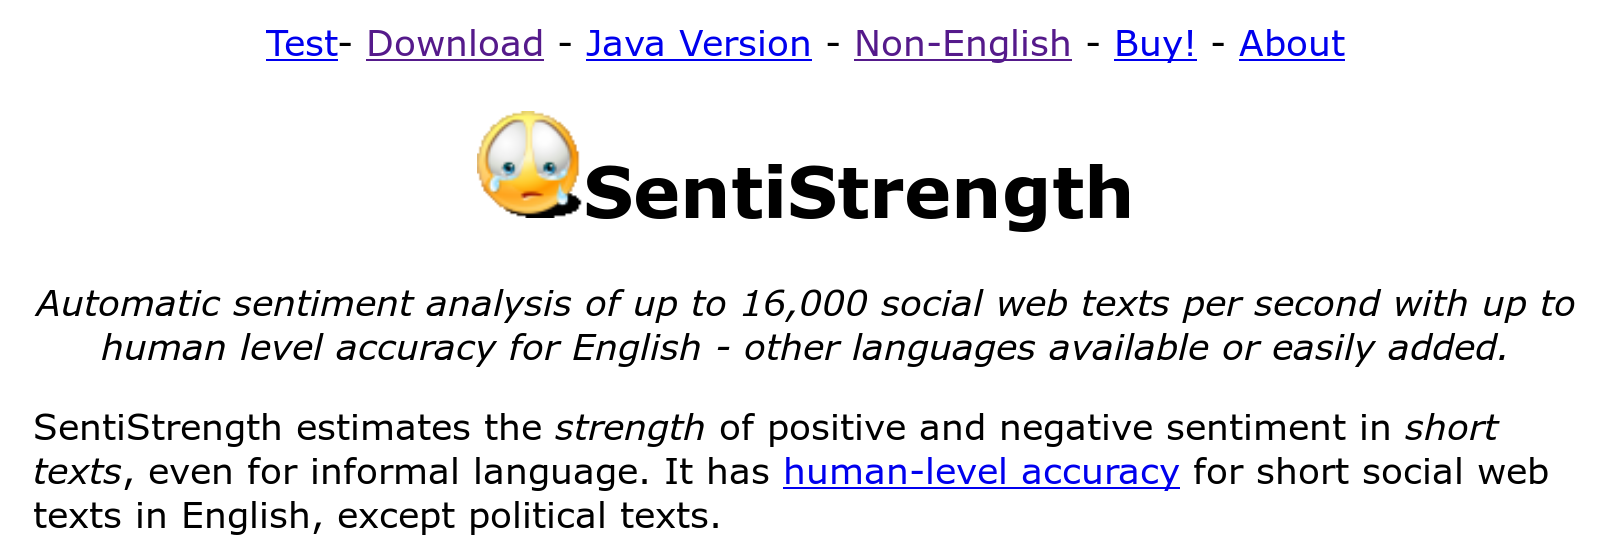 Test- Download - Java Version - Non-English - Buy! - About
SentiStrength
Automatic sentiment analysis of up to 16,000 social web texts per second with up to
human level accuracy for English - other languages available or easily added.
SentiStrength estimates the strength of positive and negative sentiment in short
texts, even for informal language. It has human-level accuracy for short social web
texts in English, except political texts.